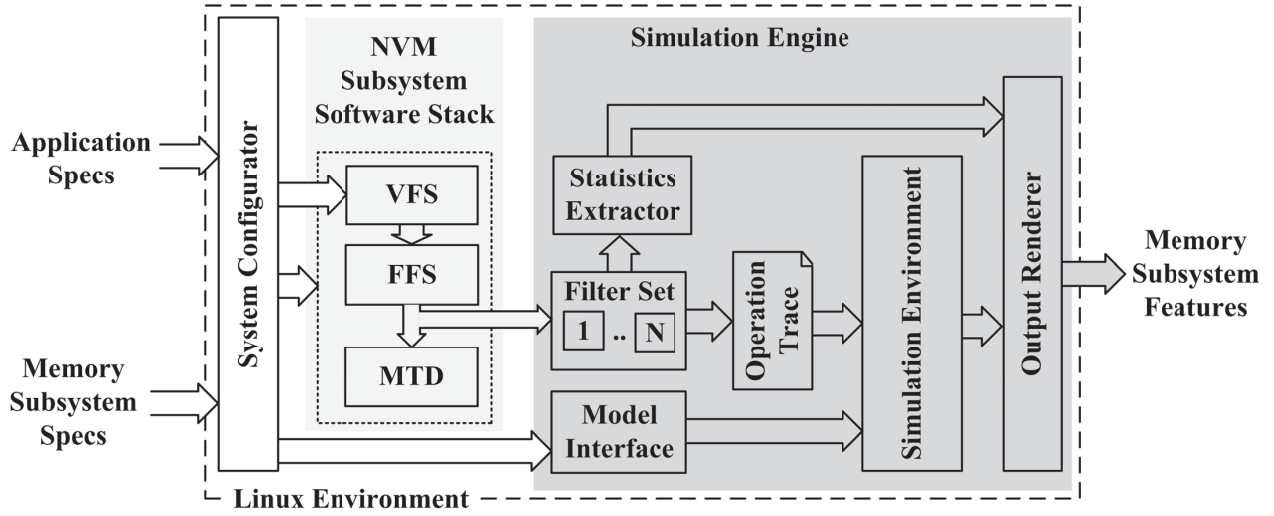 Simulation Engine
NVM
Subsystem
Software Stack
Application
Specs
System Configurator
VFS
FFS
MTD
Statistics
Extractor
Filter Set
1 .. N
Operation
Trace
Simulation Environment
Output Renderer
Memory
Subsystem
Features
Memory
Subsystem
Specs
Model
Interface
Linux Environment